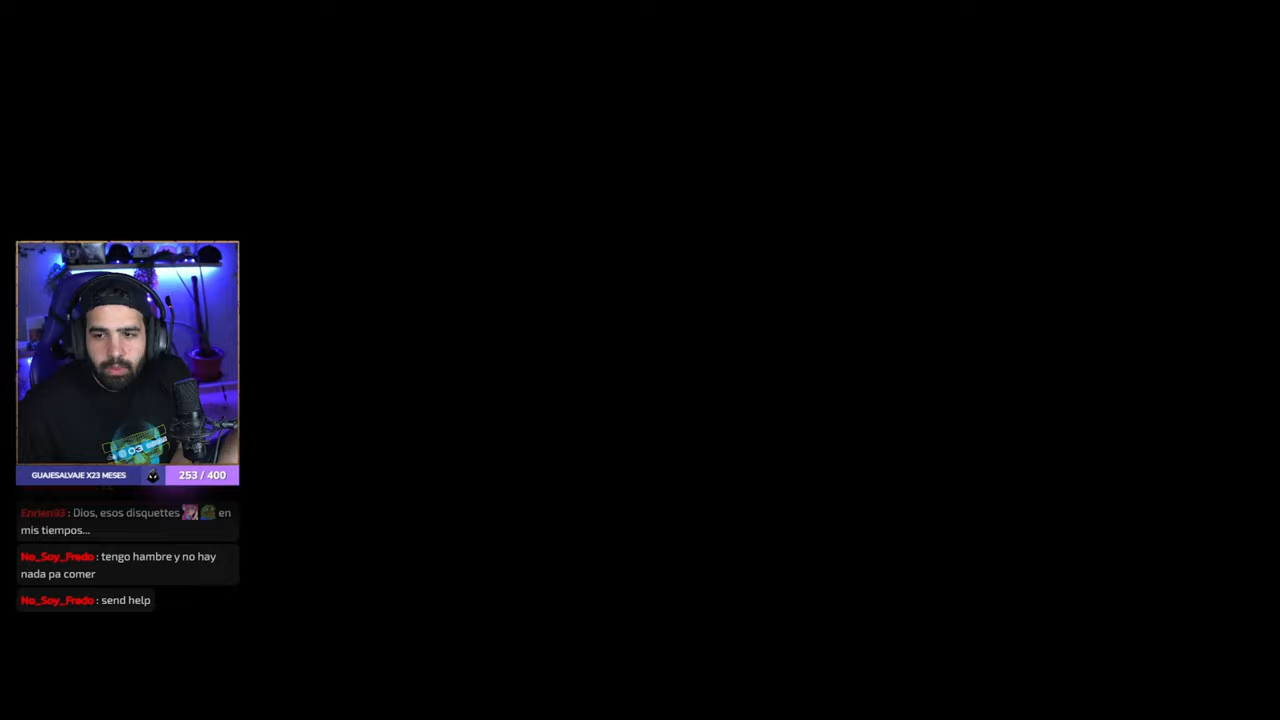 GUAJESALVAJE X23 MESES
253 / 400
Enrien93 : Dios, esos disquettes en
mis tiempos...
No_Soy_Fredo : tengo hambre y no hay
nada pa comer
No_Soy_Fredo : send help